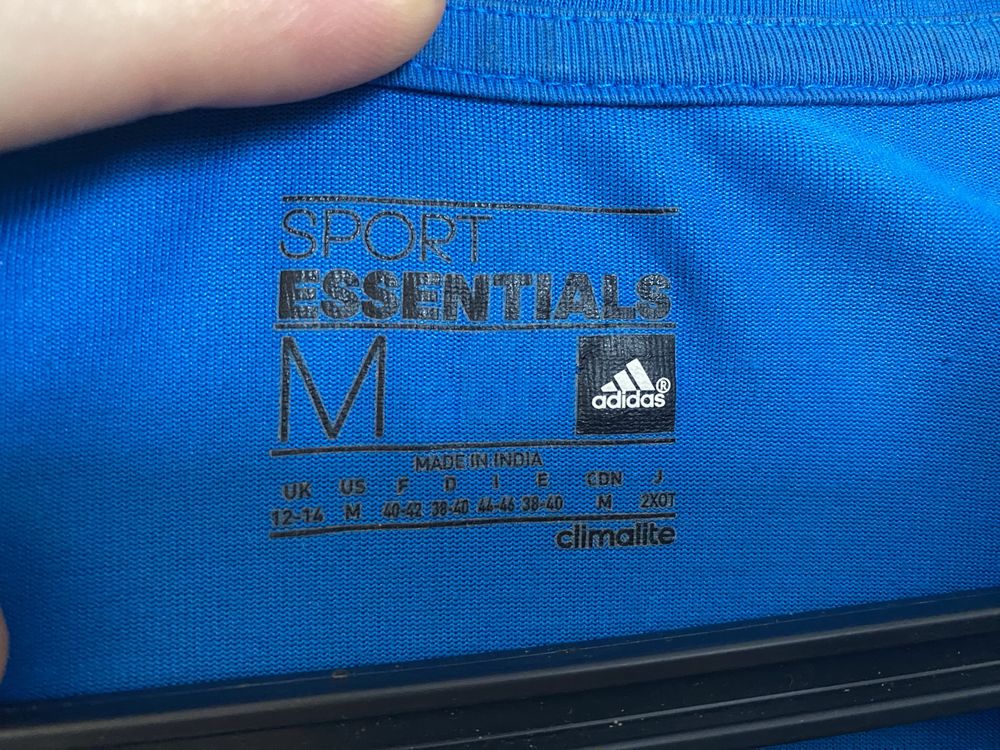 SPORT
ESSENTIALS
M
adidas®
MADE IN INDIA
UK US F D I E CDN J
12-14 M 40-42 38-40 44-46 38-40 M 2XOT
climalite